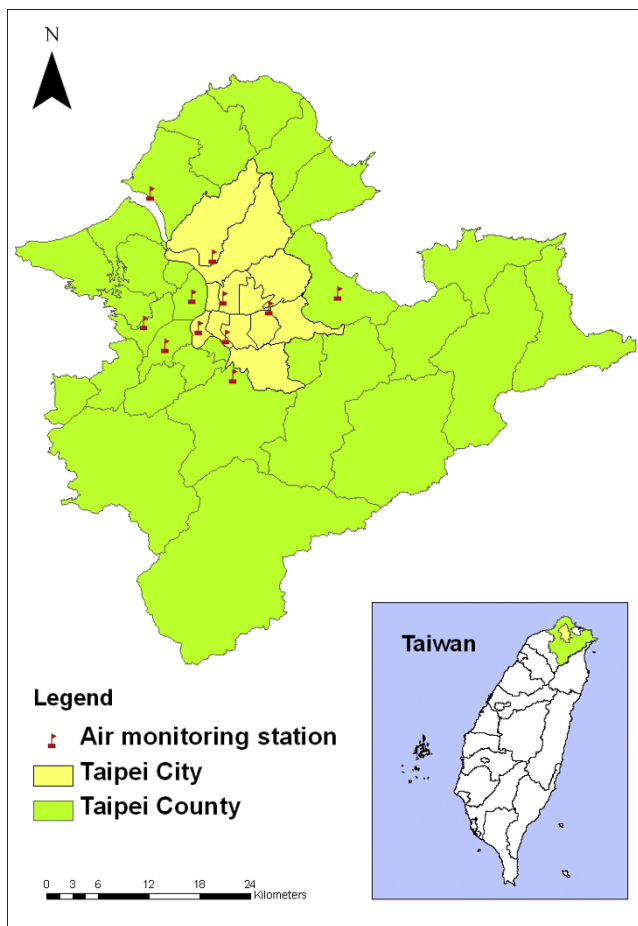 N
Taiwan
Legend
Air monitoring station
Taipei City
Taipei County
0 3 6 12 18 24
Kilometers